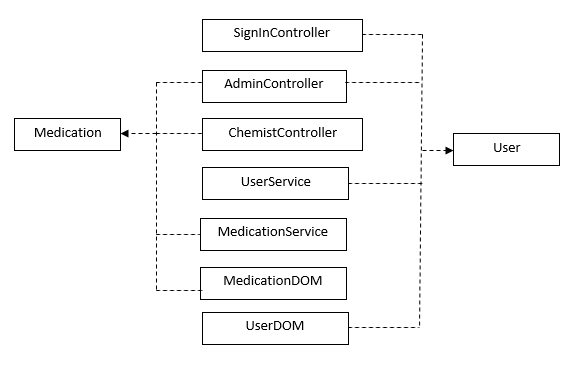 SignInController
AdminController
Medication
ChemistController
User
UserService
MedicationService
MedicationDOM
UserDOM